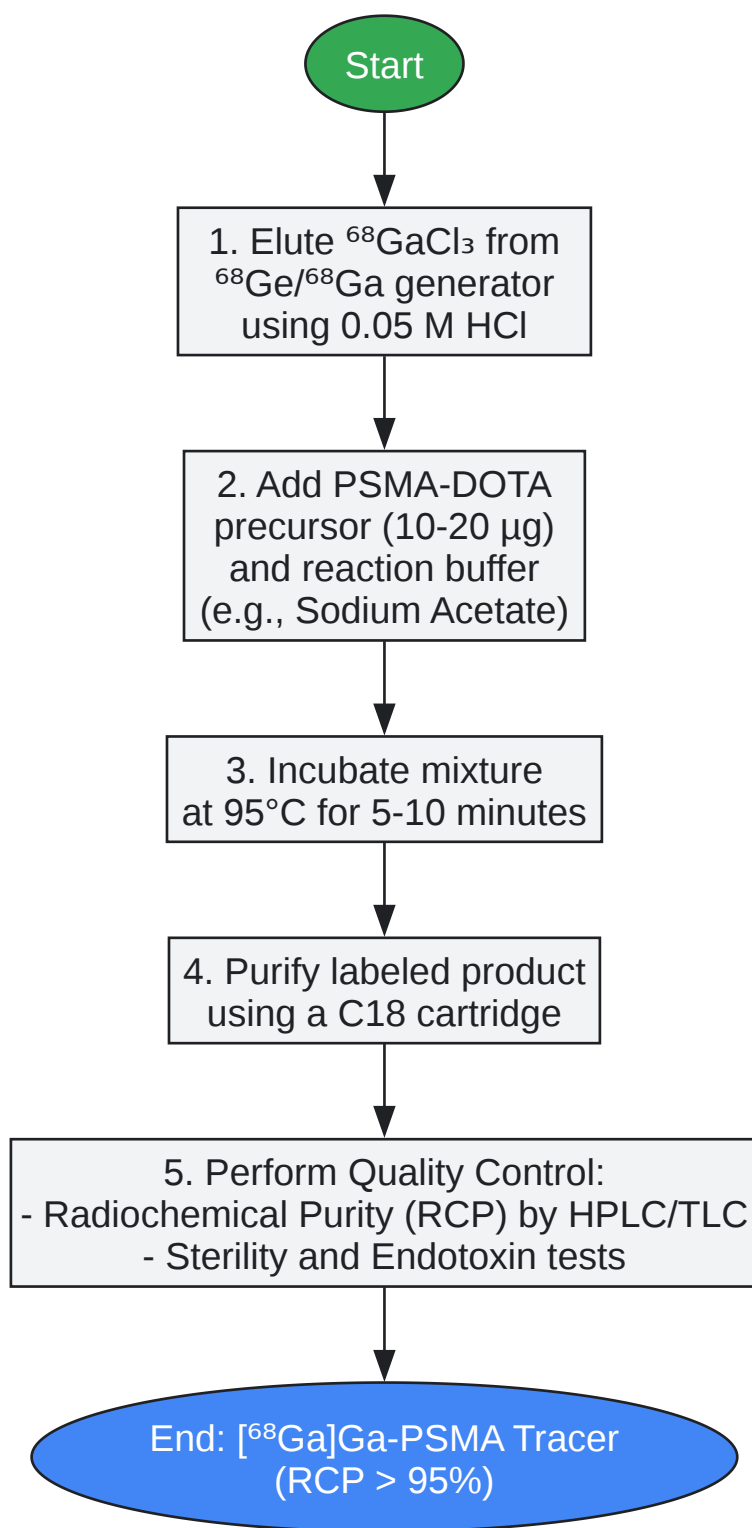 Start
1. Elute ⁶⁸GaCl₃ from
⁶⁸Ge/⁶⁸Ga generator
using 0.05 M HCl
2. Add PSMA-DOTA
precursor (10-20 µg)
and reaction buffer
(e.g., Sodium Acetate)
3. Incubate mixture
at 95°C for 5-10 minutes
4. Purify labeled product
using a C18 cartridge
5. Perform Quality Control:
- Radiochemical Purity (RCP) by HPLC/TLC
- Sterility and Endotoxin tests
End: [⁶⁸Ga]Ga-PSMA Tracer
(RCP > 95%)